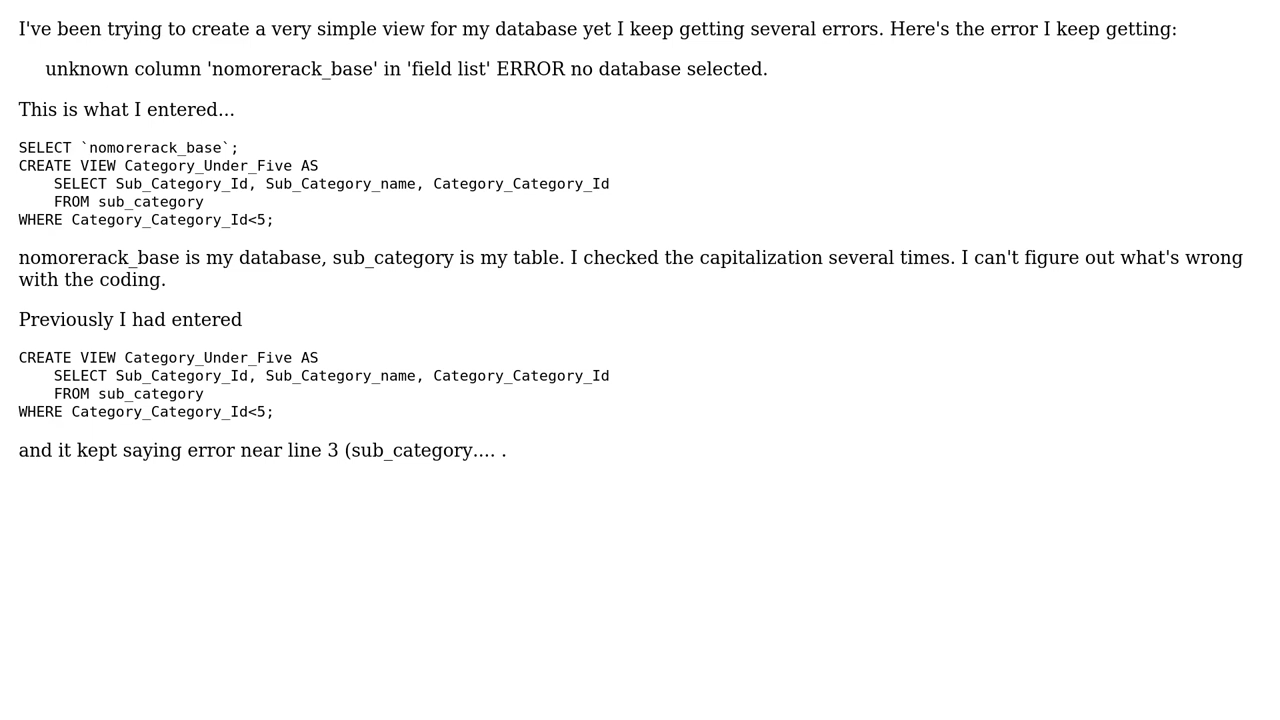 I've been trying to create a very simple view for my database yet I keep getting several errors. Here's the error I keep getting:
unknown column 'nomorerack_base' in 'field list' ERROR no database selected.
This is what I entered...
SELECT `nomorerack_base`;
CREATE VIEW Category_Under_Five AS
    SELECT Sub_Category_Id, Sub_Category_name, Category_Category_Id
    FROM sub_category
WHERE Category_Category_Id<5;
nomorerack_base is my database, sub_category is my table. I checked the capitalization several times. I can't figure out what's wrong
with the coding.
Previously I had entered
CREATE VIEW Category_Under_Five AS
    SELECT Sub_Category_Id, Sub_Category_name, Category_Category_Id
    FROM sub_category
WHERE Category_Category_Id<5;
and it kept saying error near line 3 (sub_category.... .